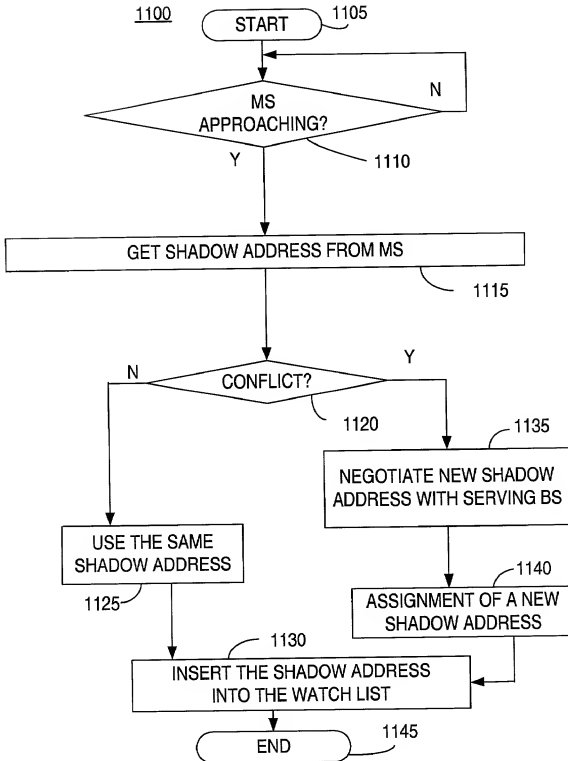 1100
START
1105
N
MS
APPROACHING?
1110
Y
GET SHADOW ADDRESS FROM MS
1115
N
CONFLICT?
Y
1120
1135
NEGOTIATE NEW SHADOW
ADDRESS WITH SERVING BS
USE THE SAME
SHADOW ADDRESS
1125
1140
ASSIGNMENT OF A NEW
SHADOW ADDRESS
1130
INSERT THE SHADOW ADDRESS
INTO THE WATCH LIST
END
1145